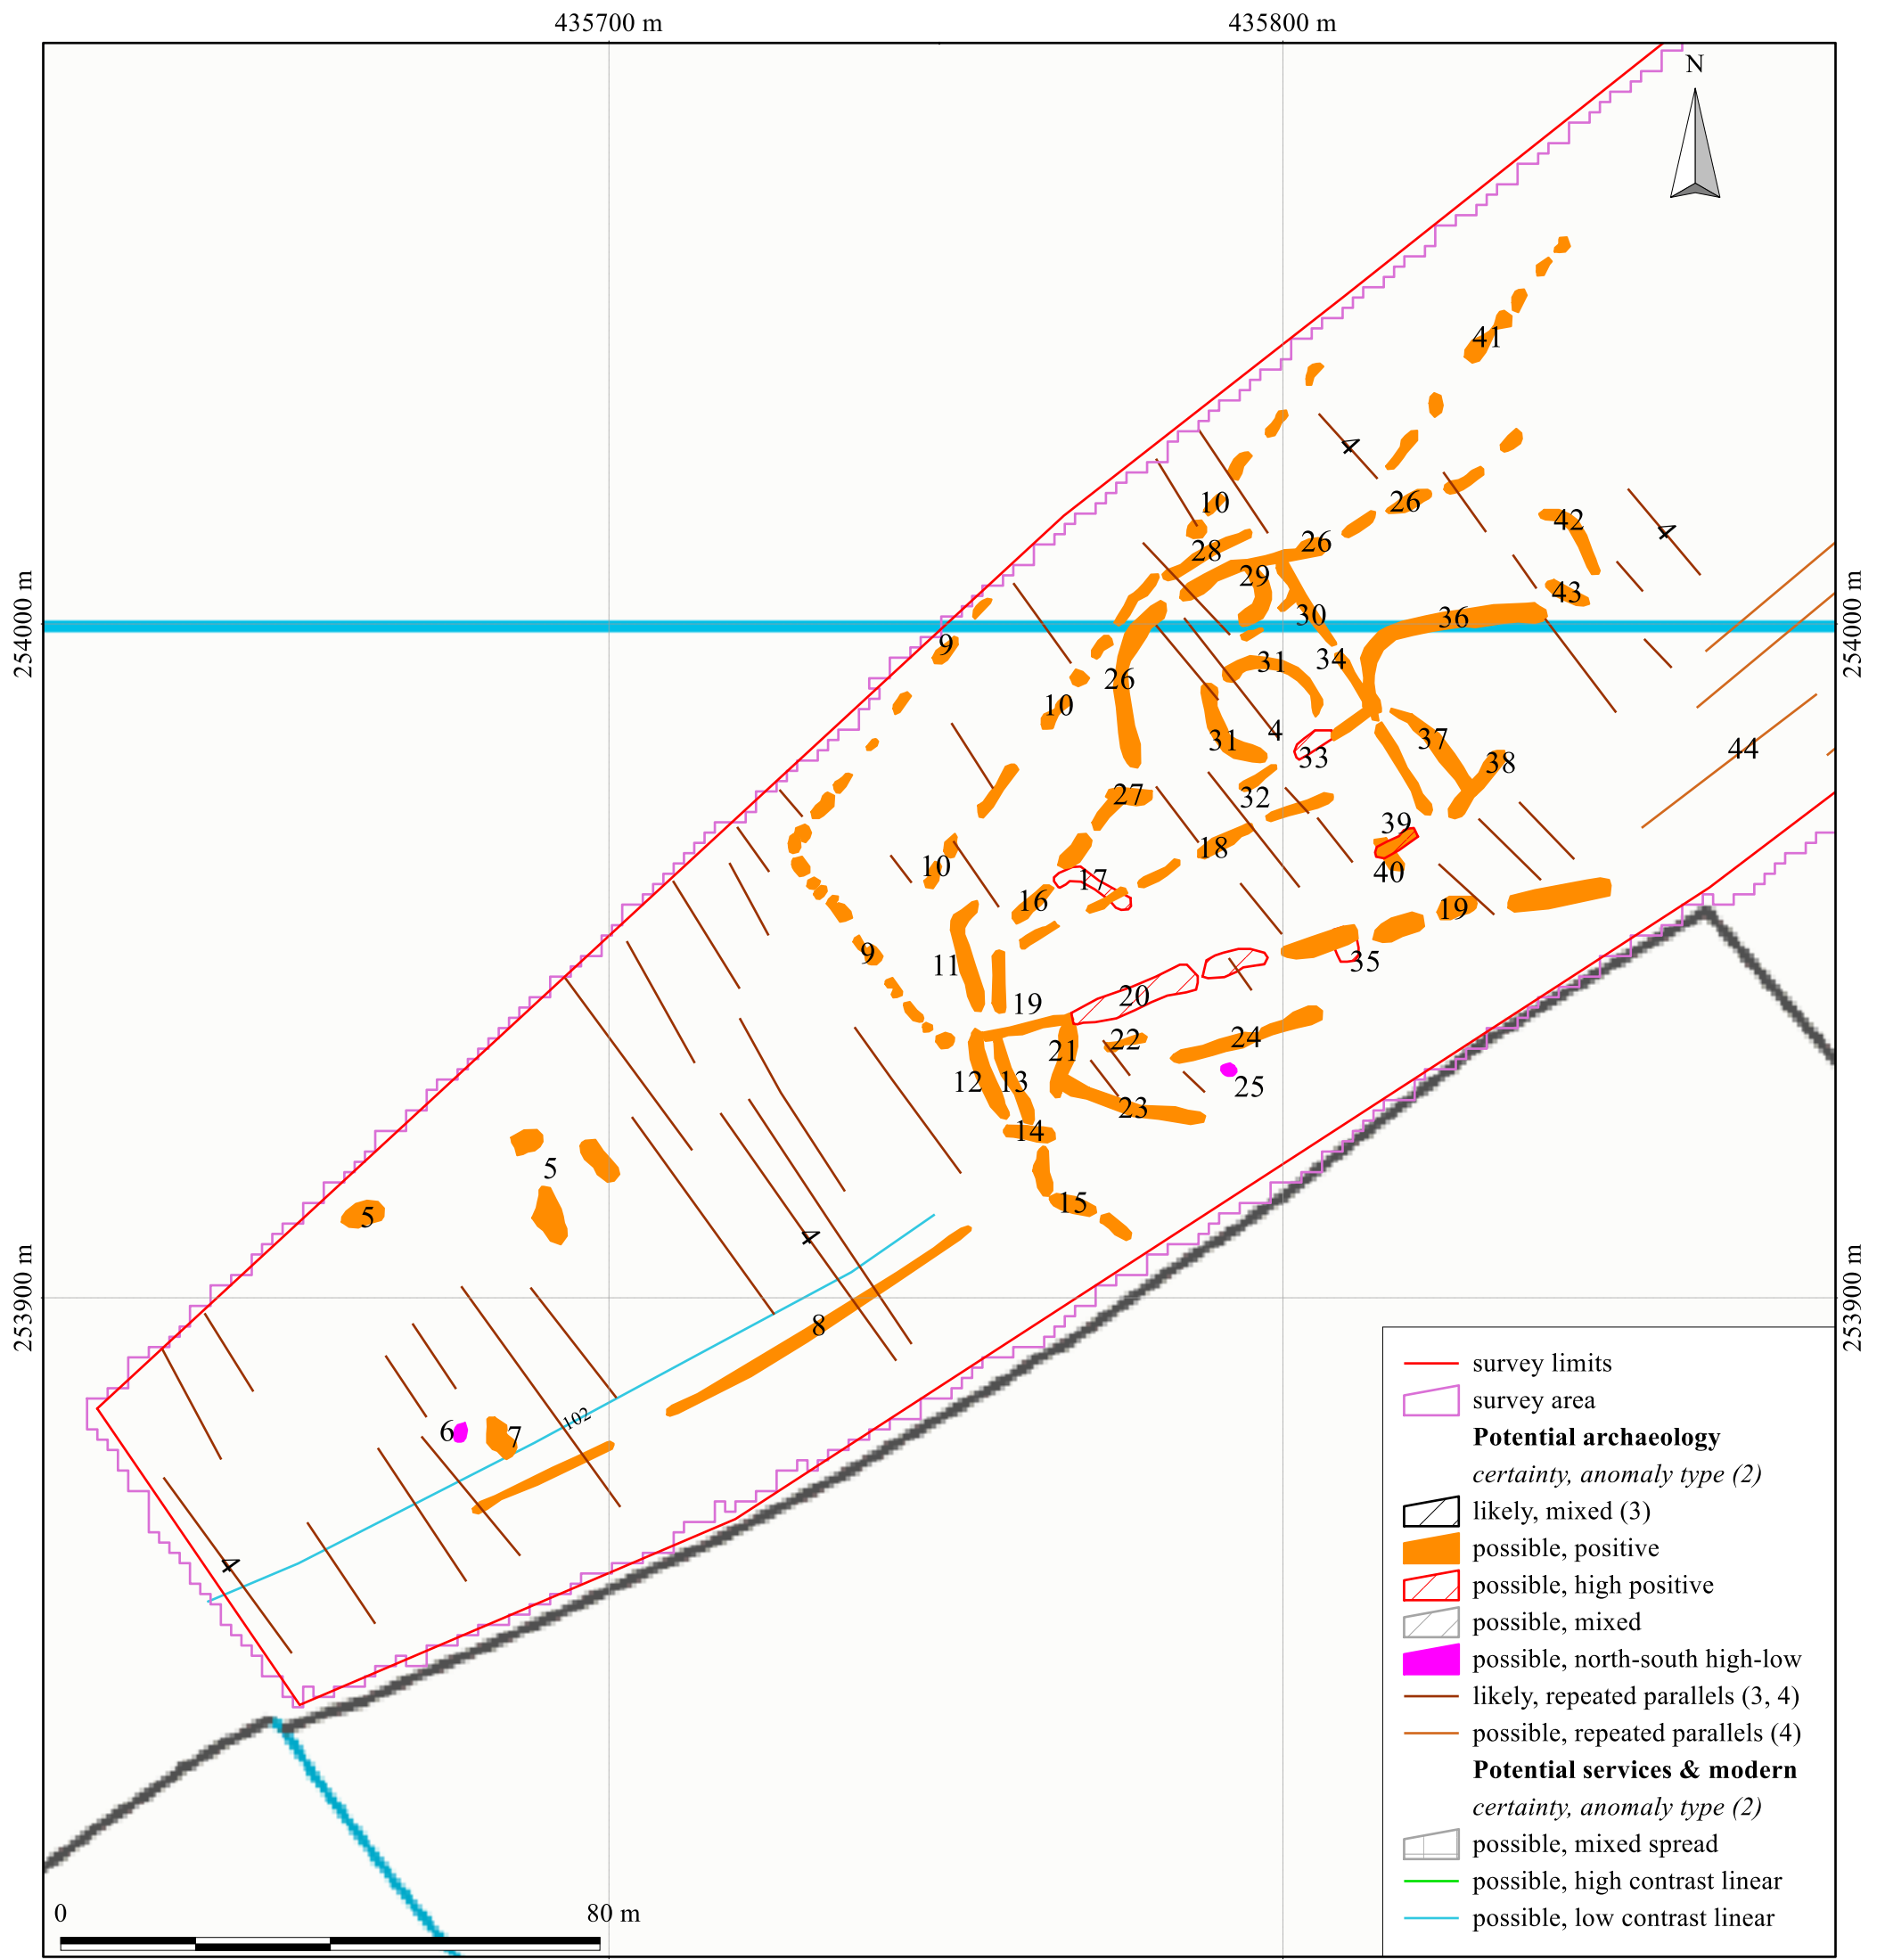 435700 m
435800 m
N
41
4
10
26
28
26
42
4
29
43
30
36
254000 m
254000 m
9
31
34
26
10
31
4
33
37
38
44
27
32
39
18
10
17
40
16
19
9
11
35
20
19
22
24
21
12
13
25
23
14
5
15
5
4
8
253900 m
253900 m
102
6
7
4
survey limits
survey area
Potential archaeology
certainty, anomaly type (2)
likely, mixed (3)
possible, positive
possible, high positive
possible, mixed
possible, north-south high-low
likely, repeated parallels (3, 4)
possible, repeated parallels (4)
Potential services & modern
certainty, anomaly type (2)
possible, mixed spread
possible, high contrast linear
possible, low contrast linear
0
80 m